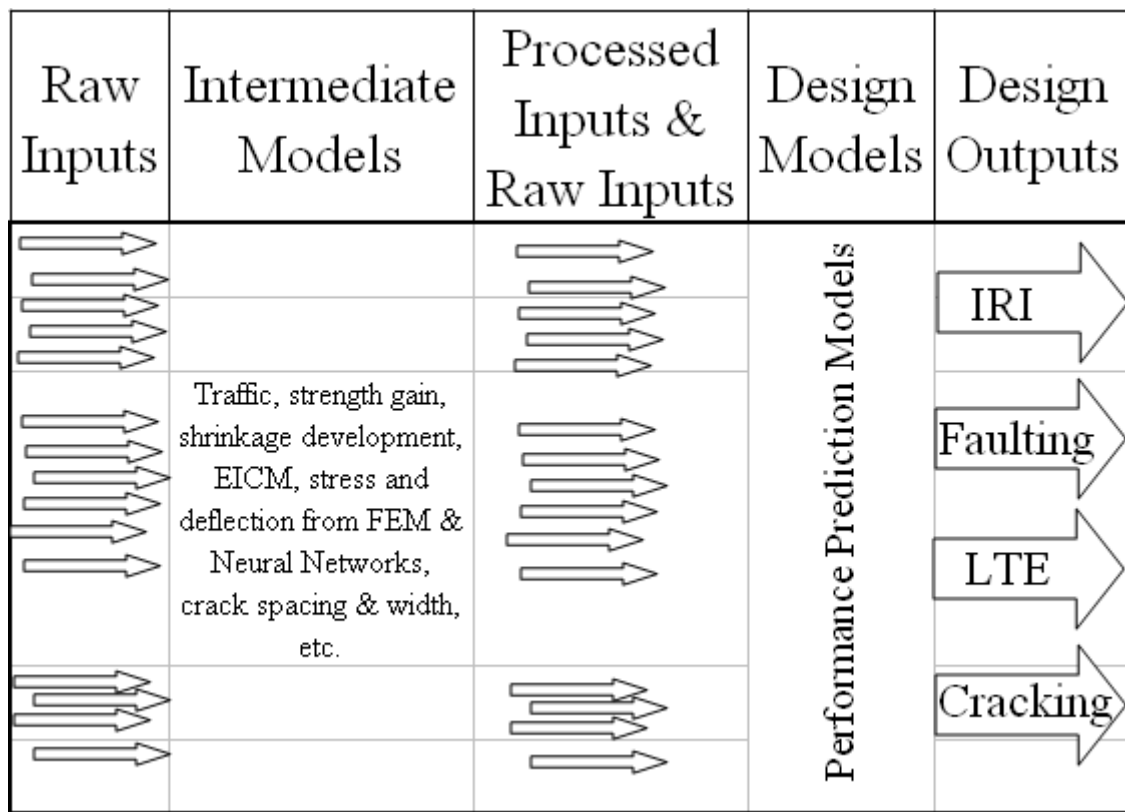 Raw
Inputs
Intermediate
Models
Processed
Inputs &
Raw Inputs
Design
Models
Design
Outputs
Traffic, strength gain,
shrinkage development,
EICM, stress and
deflection from FEM &
Neural Networks,
crack spacing & width,
etc.
Performance Prediction Models
IRI
Faulting
LTE
Cracking